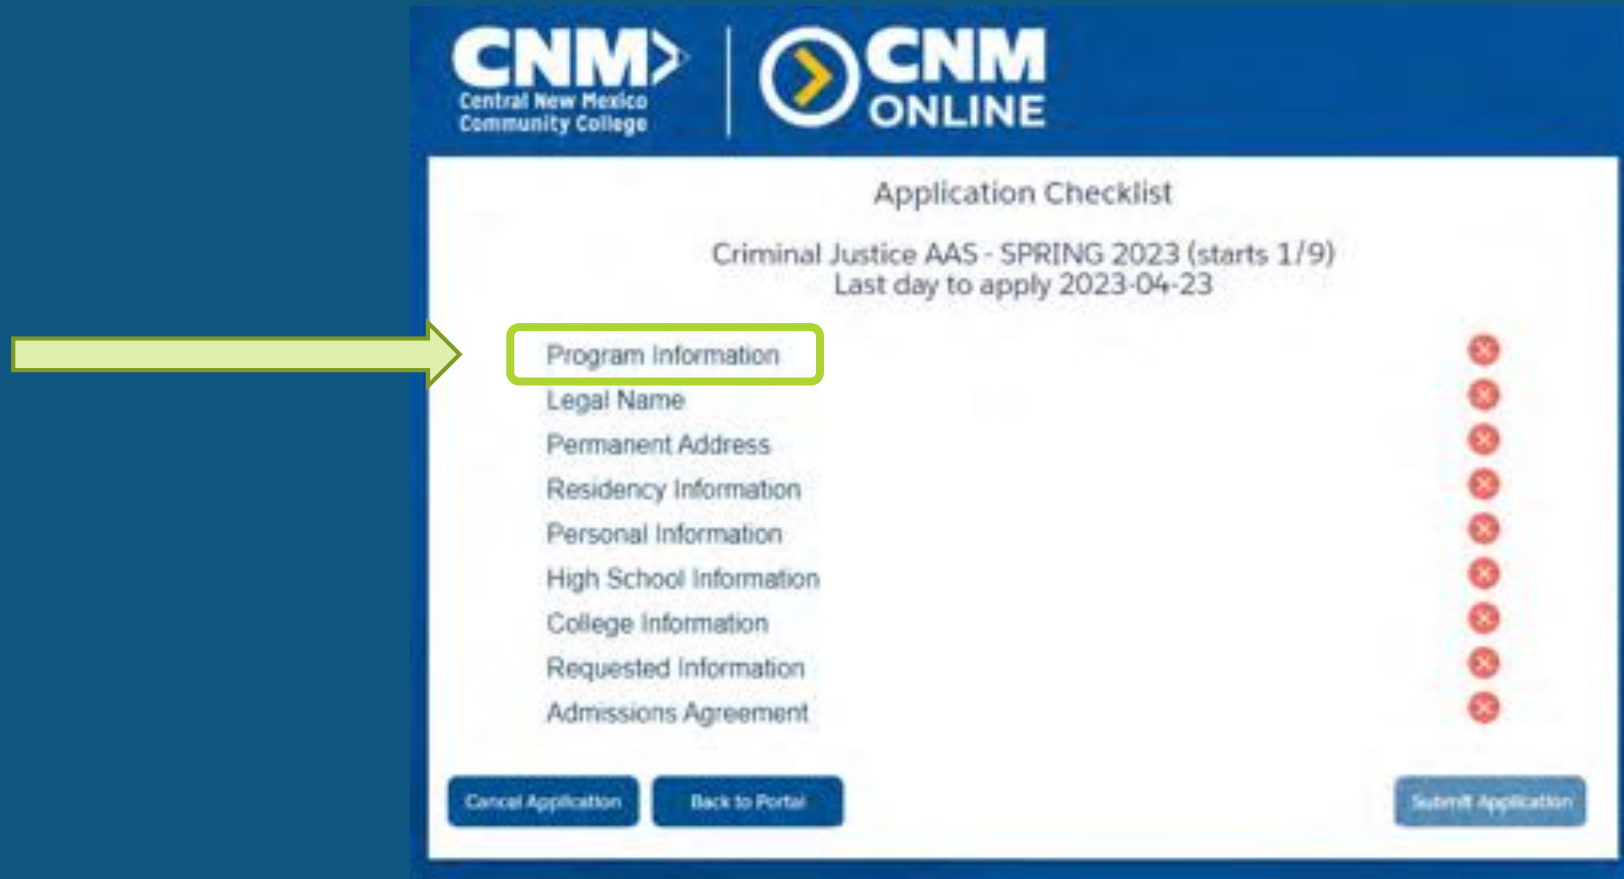 CNM
Central New Mexico
Community College
CNM
ONLINE
Application Checklist
Criminal Justice AAS - SPRING 2023 (starts 1/9)
Last day to apply 2023-04-23
Program Information
Legal Name
Permanent Address
Residency Information
Personal Information
High School Information
College Information
Requested Information
Admissions Agreement
Cancel Application
Back to Portal
Submit Application